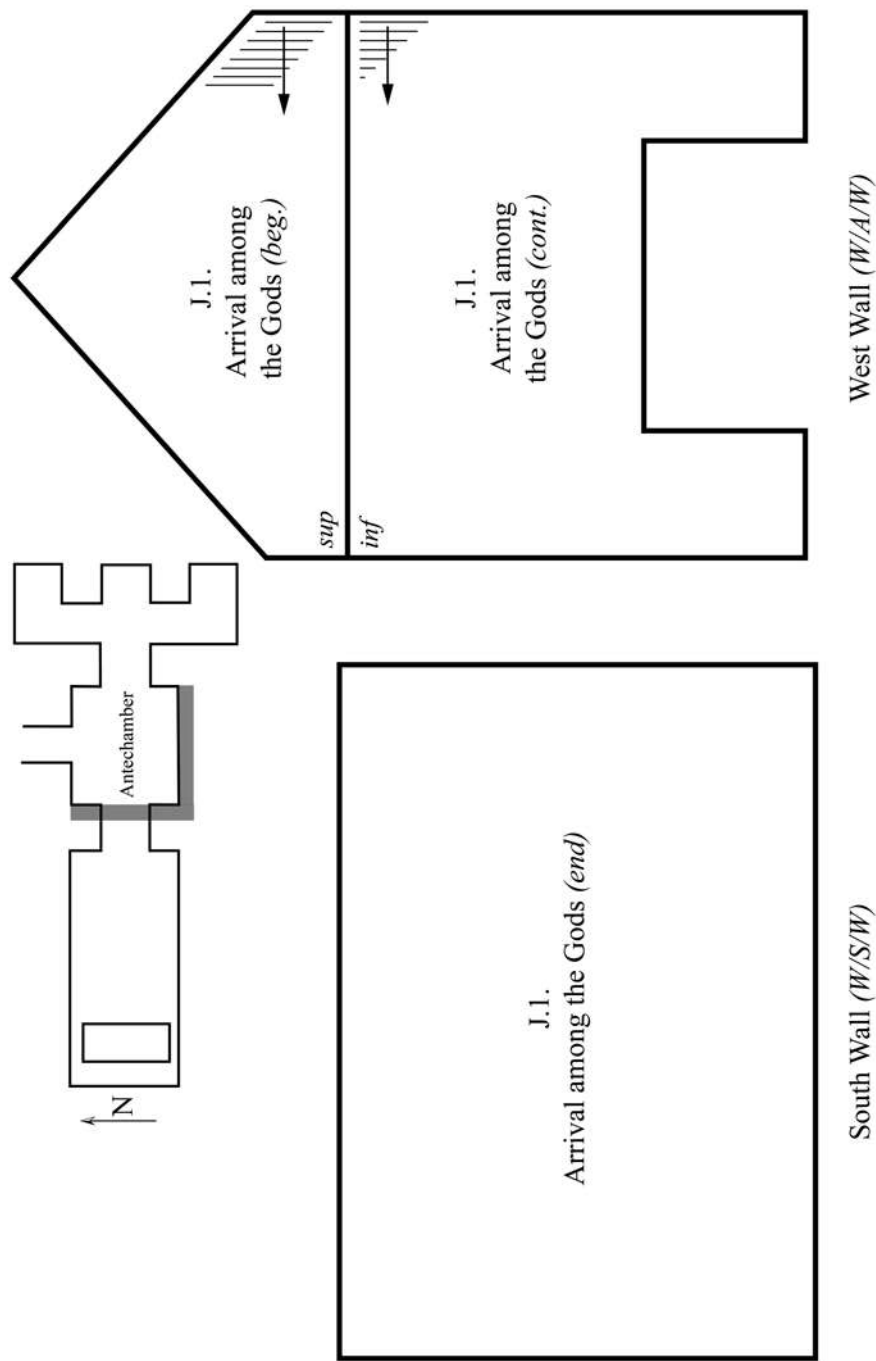 N
Antechamber
J.1.
Arrival among the Gods (end)
South Wall (W/S/W)
J.1.
Arrival among
the Gods (beg.)
sup
inf
J.1.
Arrival among
the Gods (cont.)
West Wall (W/A/W)